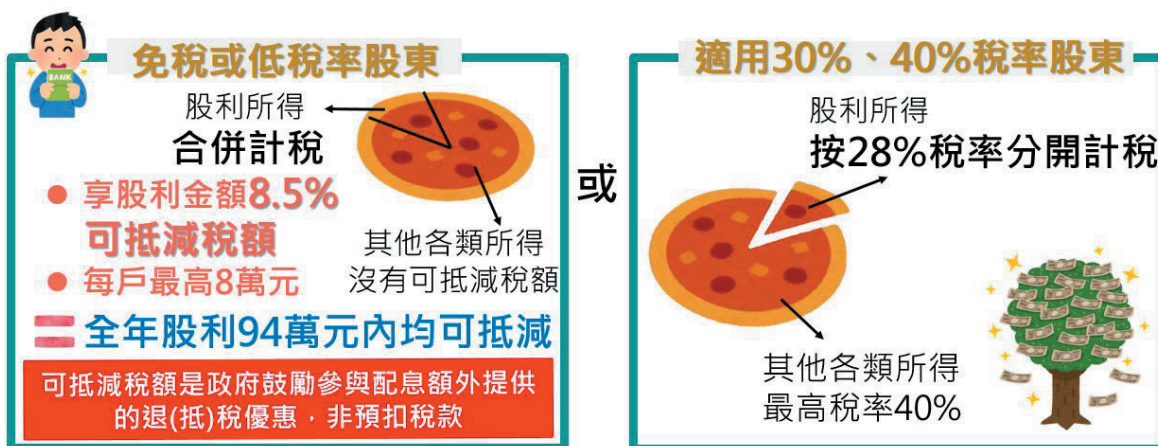 免稅或低稅率股東
BANK
股利所得
合併計稅
● 享股利金額8.5%
可抵減稅額
● 每戶最高8萬元
其他各類所得
沒有可抵減稅額
=全年股利94萬元內均可抵減
可抵減稅額是政府鼓勵參與配息額外提供
的退(抵)稅優惠，非預扣稅款
或
適用30%、40%稅率股東
股利所得
按28%稅率分開計稅
其他各類所得
最高稅率40%